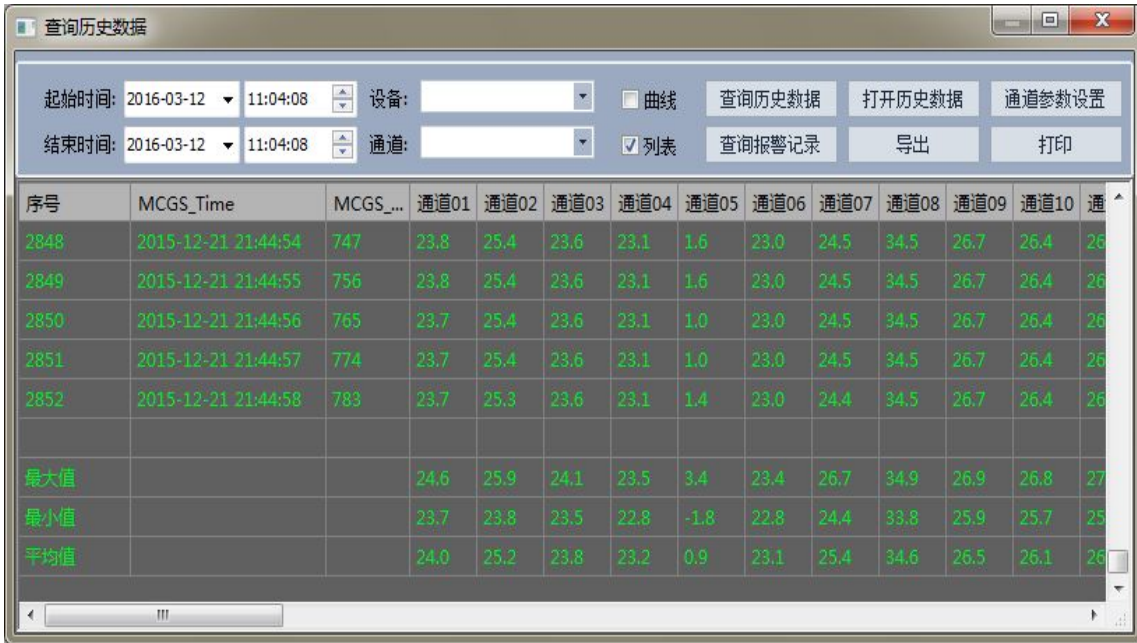 查询历史数据
起始时间: 2016-03-12 11:04:08 设备: 曲线 查询历史数据 打开历史数据 通道参数设置
结束时间: 2016-03-12 11:04:08 通道: 列表 查询报警记录 导出 打印
序号 MCGS_Time MCGS_... 通道01 通道02 通道03 通道04 通道05 通道06 通道07 通道08 通道09 通道10 通
2848 2015-12-21 21:44:54 747 23.8 25.4 23.6 23.1 1.6 23.0 24.5 34.5 26.7 26.4 26
2849 2015-12-21 21:44:55 756 23.8 25.4 23.6 23.1 1.6 23.0 24.5 34.5 26.7 26.4 26
2850 2015-12-21 21:44:56 765 23.7 25.4 23.6 23.1 1.0 23.0 24.5 34.5 26.7 26.4 26
2851 2015-12-21 21:44:57 774 23.7 25.4 23.6 23.1 1.0 23.0 24.5 34.5 26.7 26.4 26
2852 2015-12-21 21:44:58 783 23.7 25.3 23.6 23.1 1.4 23.0 24.4 34.5 26.7 26.4 26
最大值 24.6 25.9 24.1 23.5 3.4 23.4 26.7 34.9 26.9 26.8 27
最小值 23.7 23.8 23.5 22.8 -1.8 22.8 24.4 33.8 25.9 25.7 25
平均值 24.0 25.2 23.8 23.2 0.9 23.1 25.4 34.6 26.5 26.1 26